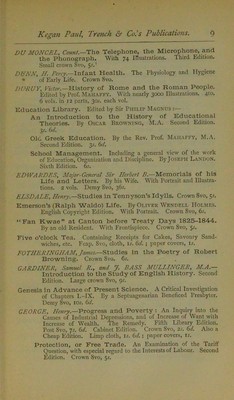 Kegan Paul, Trench & Co.'s Publications. 9
DU MONCEL, Count.—The Telephone, the Microphone, and
the Phonograph. With 74 Illustrations. Third Edition.
Small crown 8vo, 5s.
DUNN, H. Percy.—Infant Health. The Physiology and Hygiene
of Early Life. Crown 8vo.
DURUY, Victor.—History of Rome and the Roman People.
Edited by Prof. MAHAFFY. With nearly 3000 Illustrations. 4to.
6 vols. in 12 parts, 30s. each vol.
Education Library. Edited by Sir PHILIP MAGNUS:—
An Introduction to the History of Educational
Theories. By OSCAR BROWNING, M.A. Second Edition.
3s. 6d.
Old Greek Education. By the Rev. Prof. MAHAFFY, M.A.
Second Edition. 3s. 6d.
School Management. Including a general view of the work
of Education, Organization and Discipline. By JOSEPH LANDON.
Sixth Edition. 6s.
EDWARDES, Major-General Sir Herbert B.—Memorials of his
Life and Letters. By his Wife. With Portrait and Illustra-
tions. 2 vols. Demy 8vo, 36s.
ELSDALE, Henry.—Studies in Tennyson's Idylls. Crown 8vo, 5s.
Emerson's (Ralph Waldo) Life. By OLIVER WENDELL HOLMES.
English Copyright Edition. With Portrait. Crown 8vo, 6s.
"Fan Kwae" at Canton before Treaty Days 1825-1844.
By an old Resident. With Frontispiece. Crown 8vo, 5s.
Five o'clock Tea. Containing Receipts for Cakes, Savoury Sand-
wiches, etc. Fcap. 8vo, cloth, 1s. 6d.; paper covers, 1s.
FOTHERINGHAM, James.—Studies in the Poetry of Robert
Browning. Crown 8vo. 6s.
GARDINER, Samuel R., and J. BASS MULLINGER, M.A.—
Introduction to the Study of English History. Second
Edition. Large crown 8vo, 9s.
Genesis in Advance of Present Science. A Critical Investigation
of Chapters I.-IX. By a Septuagenarian Beneficed Presbyter.
Demy 8vo, 10s. 6d.
GEORGE, Henry.—Progress and Poverty: An Inquiry into the
Causes of Industrial Depressions, and of Increase of Want with
Increase of Wealth. The Remedy. Fifth Library Edition.
Post 8vo, 7s. 6d. Cabinet Edition. Crown 8vo, 2s. 6d. Also a
Cheap Edition. Limp cloth, 1s. 6d.; paper covers, 1s.
Protection, or Free Trade. An Examination of the Tariff
Question, with especial regard to the Interests of Labour. Second
Edition. Crown 8vo, 5s.